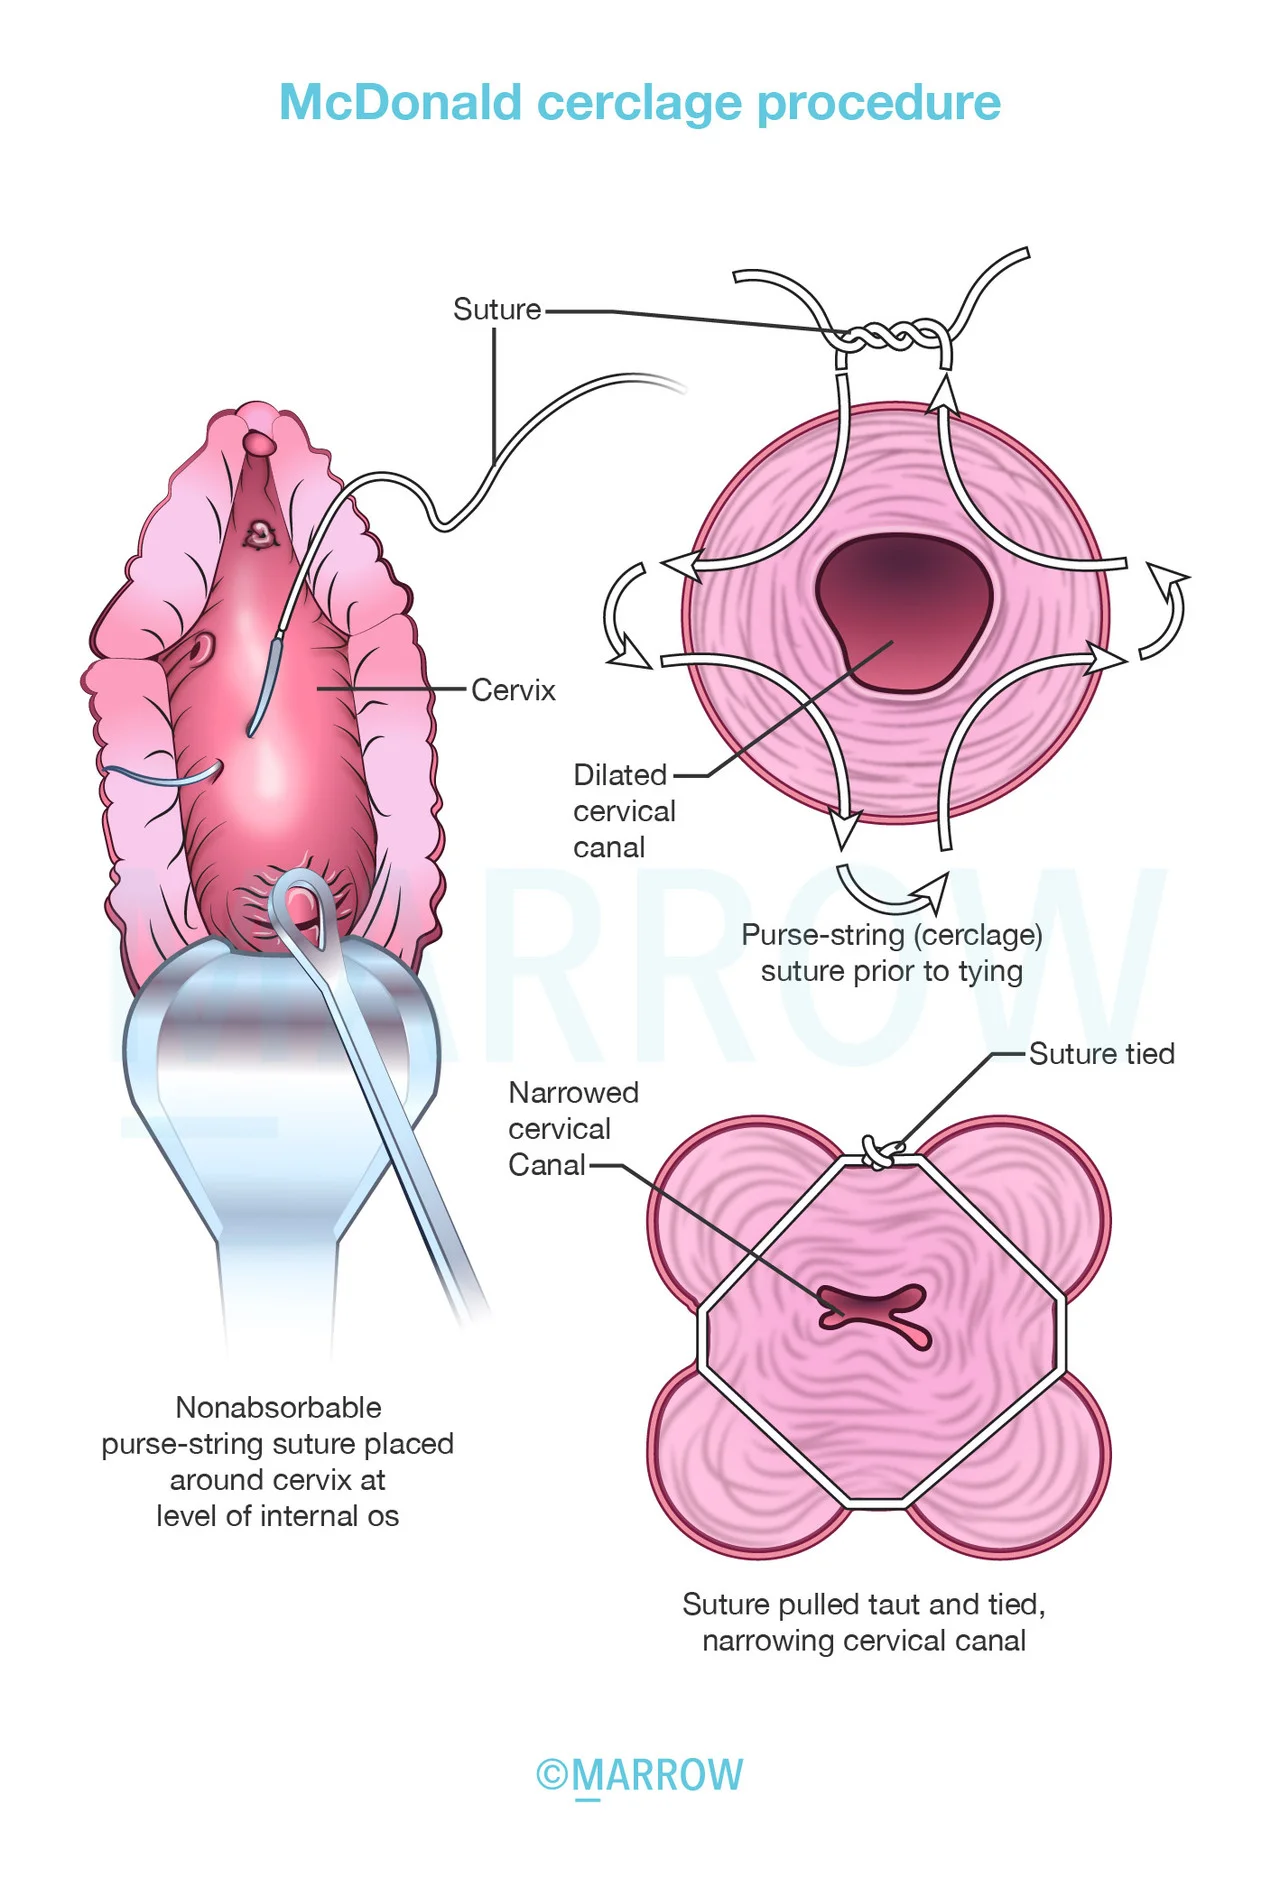 McDonald cerclage procedure
Suture
Cervix
Dilated
cervical
canal
Purse-string (cerclage)
suture prior to tying
Suture tied
Narrowed
cervical
Canal
Nonabsorbable
purse-string suture placed
around cervix at
level of internal os
Suture pulled taut and tied,
narrowing cervical canal
MARROW
©MARROW